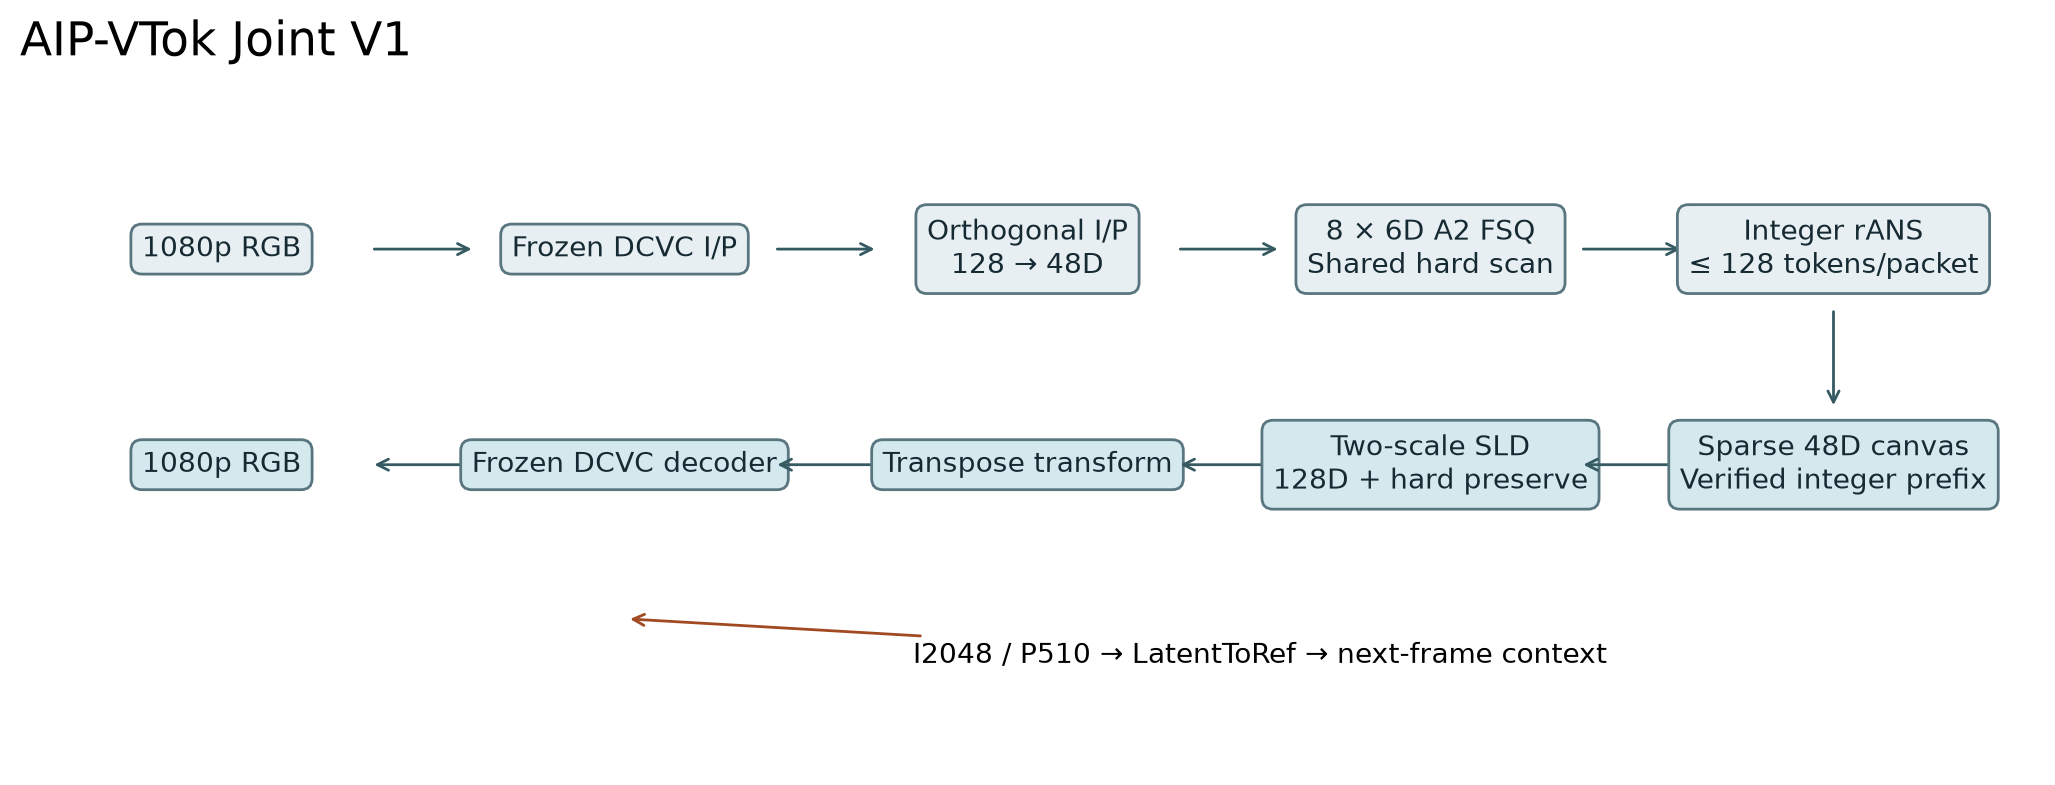 AIP-VTok Joint V1
1080p RGB
Frozen DCVC I/P
Orthogonal I/P
128 → 48D
8 × 6D A2 FSQ
Shared hard scan
Integer rANS
≤ 128 tokens/packet
1080p RGB
Frozen DCVC decoder
Transpose transform
Two-scale SLD
128D + hard preserve
Sparse 48D canvas
Verified integer prefix
I2048 / P510 → LatentToRef → next-frame context